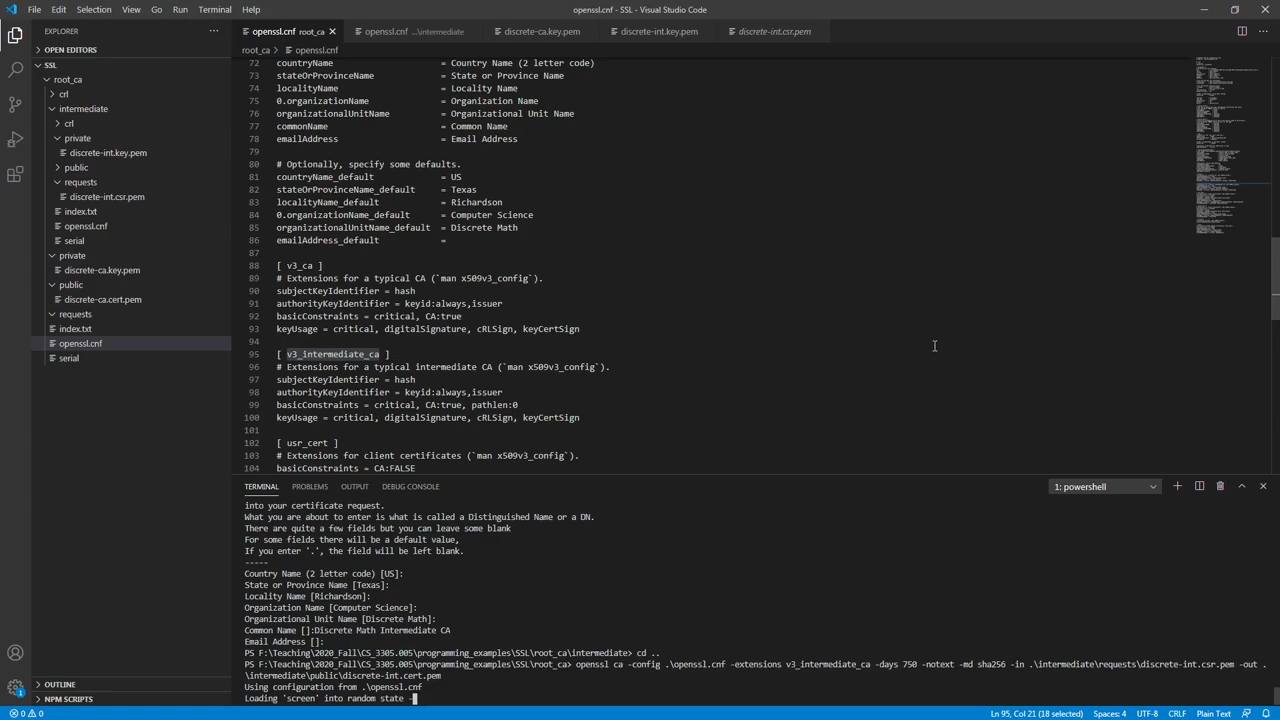 File Edit Selection View Go Run Terminal Help
openssl.cnf - SSL - Visual Studio Code
EXPLORER
OPEN EDITORS
SSL
root_ca
crl
intermediate
crl
private
discrete-int.key.pem
public
requests
discrete-int.csr.pem
index.txt
openssl.cnf
serial
private
discrete-ca.key.pem
public
discrete-ca.cert.pem
requests
index.txt
openssl.cnf
serial
OUTLINE
NPM SCRIPTS
openssl.cnf root_ca
openssl.cnf ...\intermediate
discrete-ca.key.pem
discrete-int.key.pem
discrete-int.csr.pem
root_ca > openssl.cnf
72 countryName = Country Name (2 letter code)
73 stateOrProvinceName = State or Province Name
74 localityName = Locality Name
75 0.organizationName = Organization Name
76 organizationalUnitName = Organizational Unit Name
77 commonName = Common Name
78 emailAddress = Email Address
79
80 # Optionally, specify some defaults.
81 countryName_default = US
82 stateOrProvinceName_default = Texas
83 localityName_default = Richardson
84 0.organizationName_default = Computer Science
85 organizationalUnitName_default = Discrete Math
86 emailAddress_default =
87
88 [ v3_ca ]
89 # Extensions for a typical CA (`man x509v3_config`).
90 subjectKeyIdentifier = hash
91 authorityKeyIdentifier = keyid:always,issuer
92 basicConstraints = critical, CA:true
93 keyUsage = critical, digitalSignature, cRLSign, keyCertSign
94
95 [ v3_intermediate_ca ]
96 # Extensions for a typical intermediate CA (`man x509v3_config`).
97 subjectKeyIdentifier = hash
98 authorityKeyIdentifier = keyid:always,issuer
99 basicConstraints = critical, CA:true, pathlen:0
100 keyUsage = critical, digitalSignature, cRLSign, keyCertSign
101
102 [ usr_cert ]
103 # Extensions for client certificates (`man x509v3_config`).
104 basicConstraints = CA:FALSE
TERMINAL PROBLEMS OUTPUT DEBUG CONSOLE
1: powershell
into your certificate request.
What you are about to enter is what is called a Distinguished Name or a DN.
There are quite a few fields but you can leave some blank
For some fields there will be a default value,
If you enter '.', the field will be left blank.
-----
Country Name (2 letter code) [US]:
State or Province Name [Texas]:
Locality Name [Richardson]:
Organization Name [Computer Science]:
Organizational Unit Name [Discrete Math]:
Common Name []:Discrete Math Intermediate CA
Email Address []:
PS F:\Teaching\2020_Fall\CS_3305.005\programming_examples\SSL\root_ca\intermediate> cd ..
PS F:\Teaching\2020_Fall\CS_3305.005\programming_examples\SSL\root_ca> openssl ca -config .\openssl.cnf -extensions v3_intermediate_ca -days 750 -notext -md sha256 -in .\intermediate\requests\discrete-int.csr.pem -out .
\intermediate\public\discrete-int.cert.pem
Using configuration from .\openssl.cnf
Loading 'screen' into random state -
0 0
Ln 95, Col 21 (18 selected) Spaces: 4 UTF-8 CRLF Plain Text